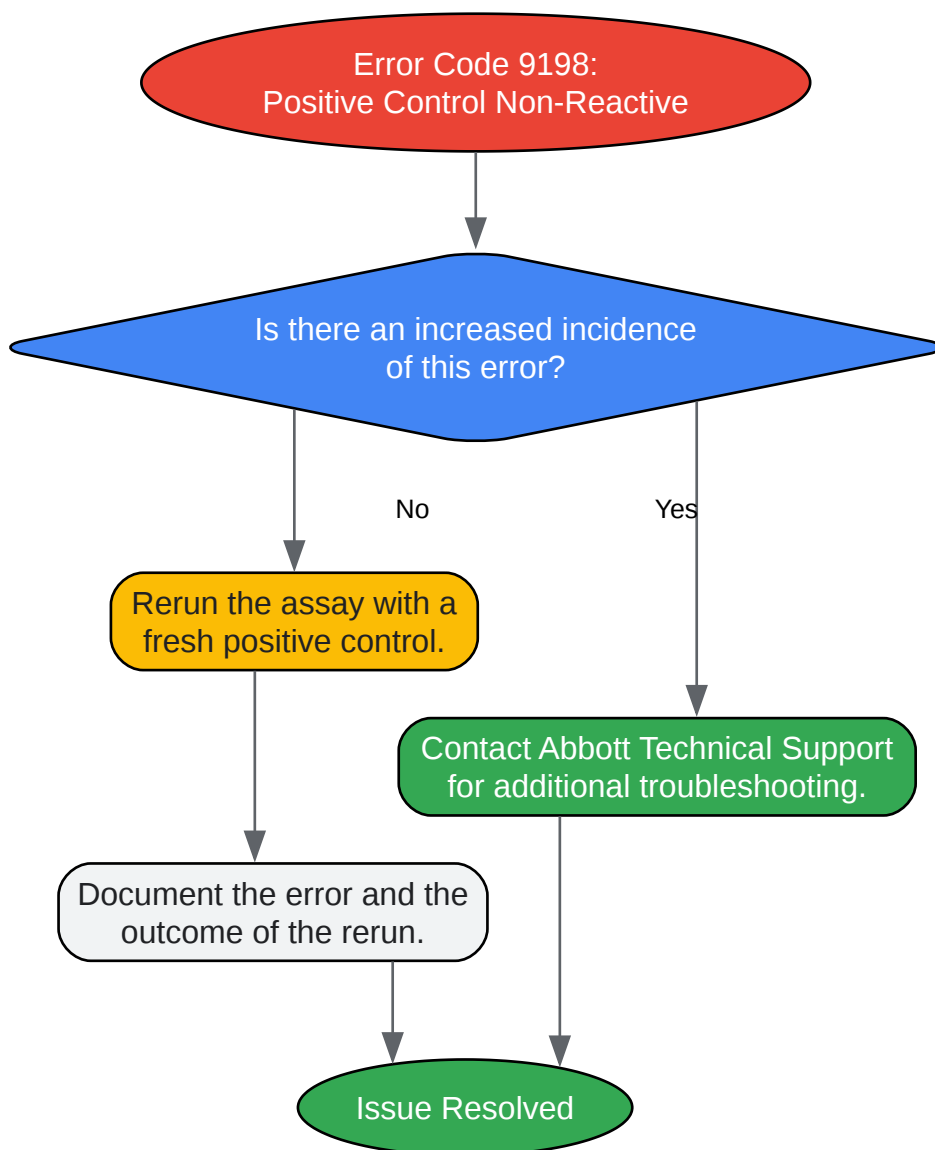 Error Code 9198:
Positive Control Non-Reactive
Is there an increased incidence
of this error?
No
Yes
Rerun the assay with a
fresh positive control.
Contact Abbott Technical Support
for additional troubleshooting.
Document the error and the
outcome of the rerun.
Issue Resolved